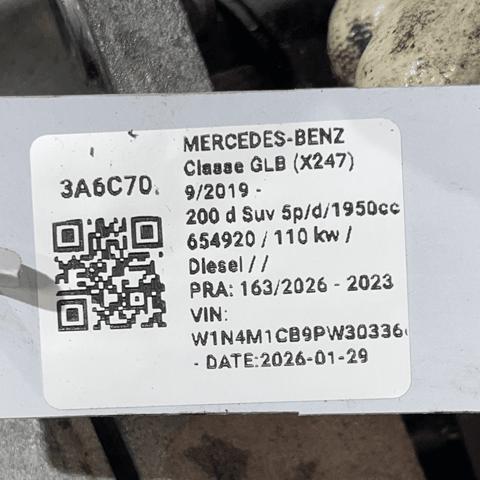 3A6C70.
MERCEDES-BENZ
Classe GLB (X247)
9/2019 -
200 d Suv 5p/d/1950cc
654920 / 110 kw /
Diesel / /
PRA: 163/2026 - 2023
VIN:
W1N4M1CB9PW30336
- DATE:2026-01-29